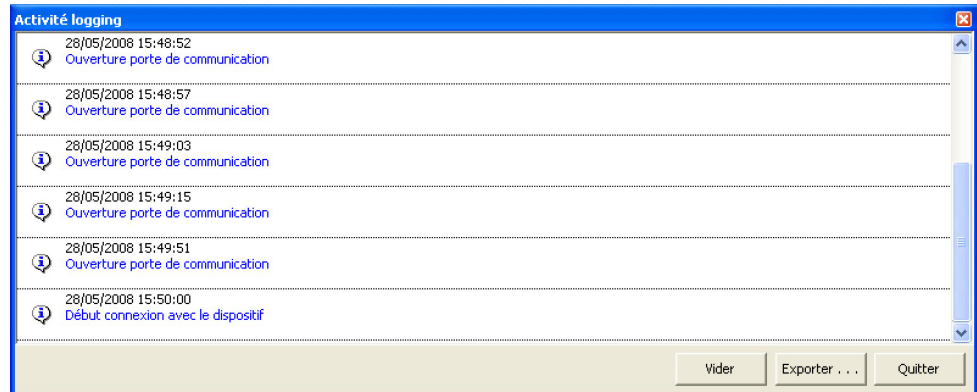 Activité logging
28/05/2008 15:48:52
Ouverture porte de communication
28/05/2008 15:48:57
Ouverture porte de communication
28/05/2008 15:49:03
Ouverture porte de communication
28/05/2008 15:49:15
Ouverture porte de communication
28/05/2008 15:49:51
Ouverture porte de communication
28/05/2008 15:50:00
Début connexion avec le dispositif
Vider Exporter . . . Quitter